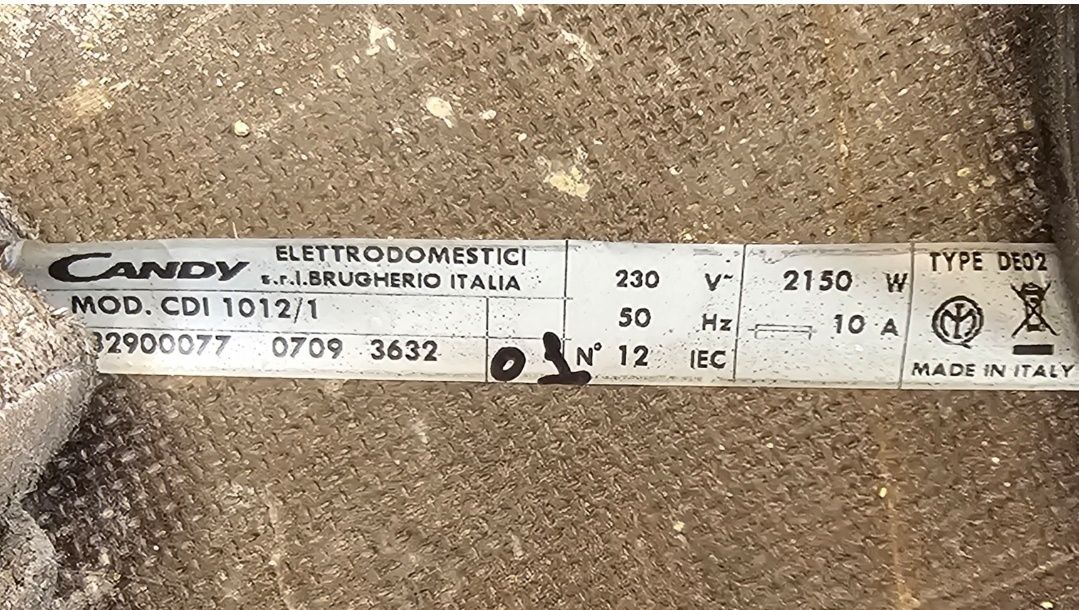 CANDY ELETTRODOMESTICI
s.r.l. BRUGHERIO ITALIA
MOD. CDI 1012/1
32900077 0709 3632
01
230 V~
50 Hz
N° 12 IEC
2150 W
10 A
TYPE DE02
MADE IN ITALY